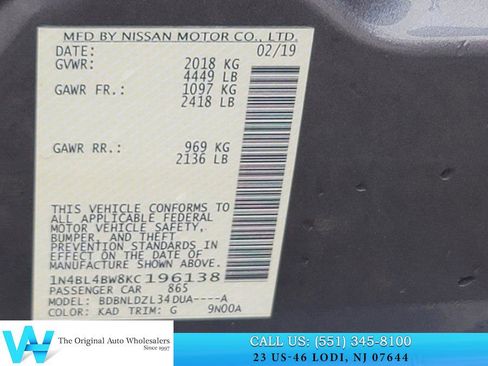 MFD BY NISSAN MOTOR CO., LTD.
DATE: 02/19
GVWR: 2018 KG
4449 LB
GAWR FR.: 1097 KG
2418 LB
GAWR RR.: 969 KG
2136 LB
THIS VEHICLE CONFORMS TO
ALL APPLICABLE FEDERAL
MOTOR VEHICLE SAFETY,
BUMPER, AND THEFT
PREVENTION STANDARDS IN
EFFECT ON THE DATE OF
MANUFACTURE SHOWN ABOVE.
1N4BL4BW8KC196138
PASSENGER CAR 865
MODEL: BDBNLDZL34DUA----A
COLOR: KAD TRIM: G 9N00A
The Original Auto Wholesalers
Since 1997
CALL US: (551) 345-8100
23 US-46 LODI, NJ 07644